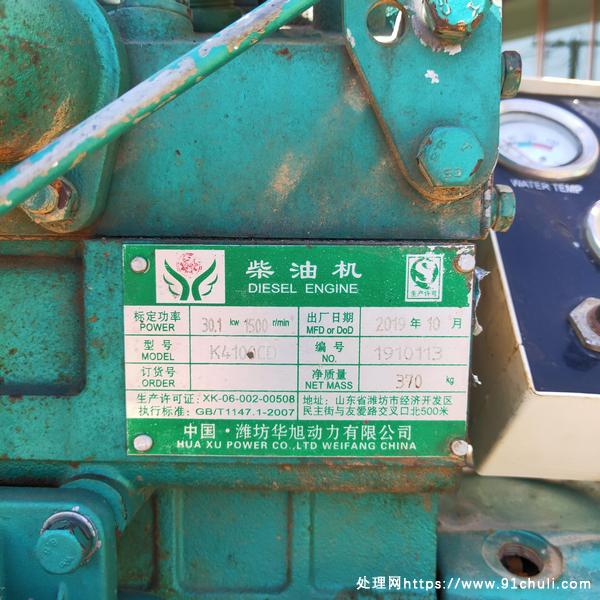 柴油机
DIESEL ENGINE
生产许可
标定功率 30.1 kw 1500 r/min 出厂日期 2019 年 10 月
POWER MFD or DoD
型号 K4100CD 编号 1910113
MODEL NO.
订货号 净质量 370 kg
ORDER NET MASS
生产许可证: XK-06-002-00508 地址: 山东省潍坊市经济开发区
执行标准: GB/T1147.1-2007 民主街与友爱路交叉口北500米
中国·潍坊华旭动力有限公司
HUA XU POWER CO.,LTD WEIFANG CHINA
WATER TEMP
处理网https://www.91chuli.com/